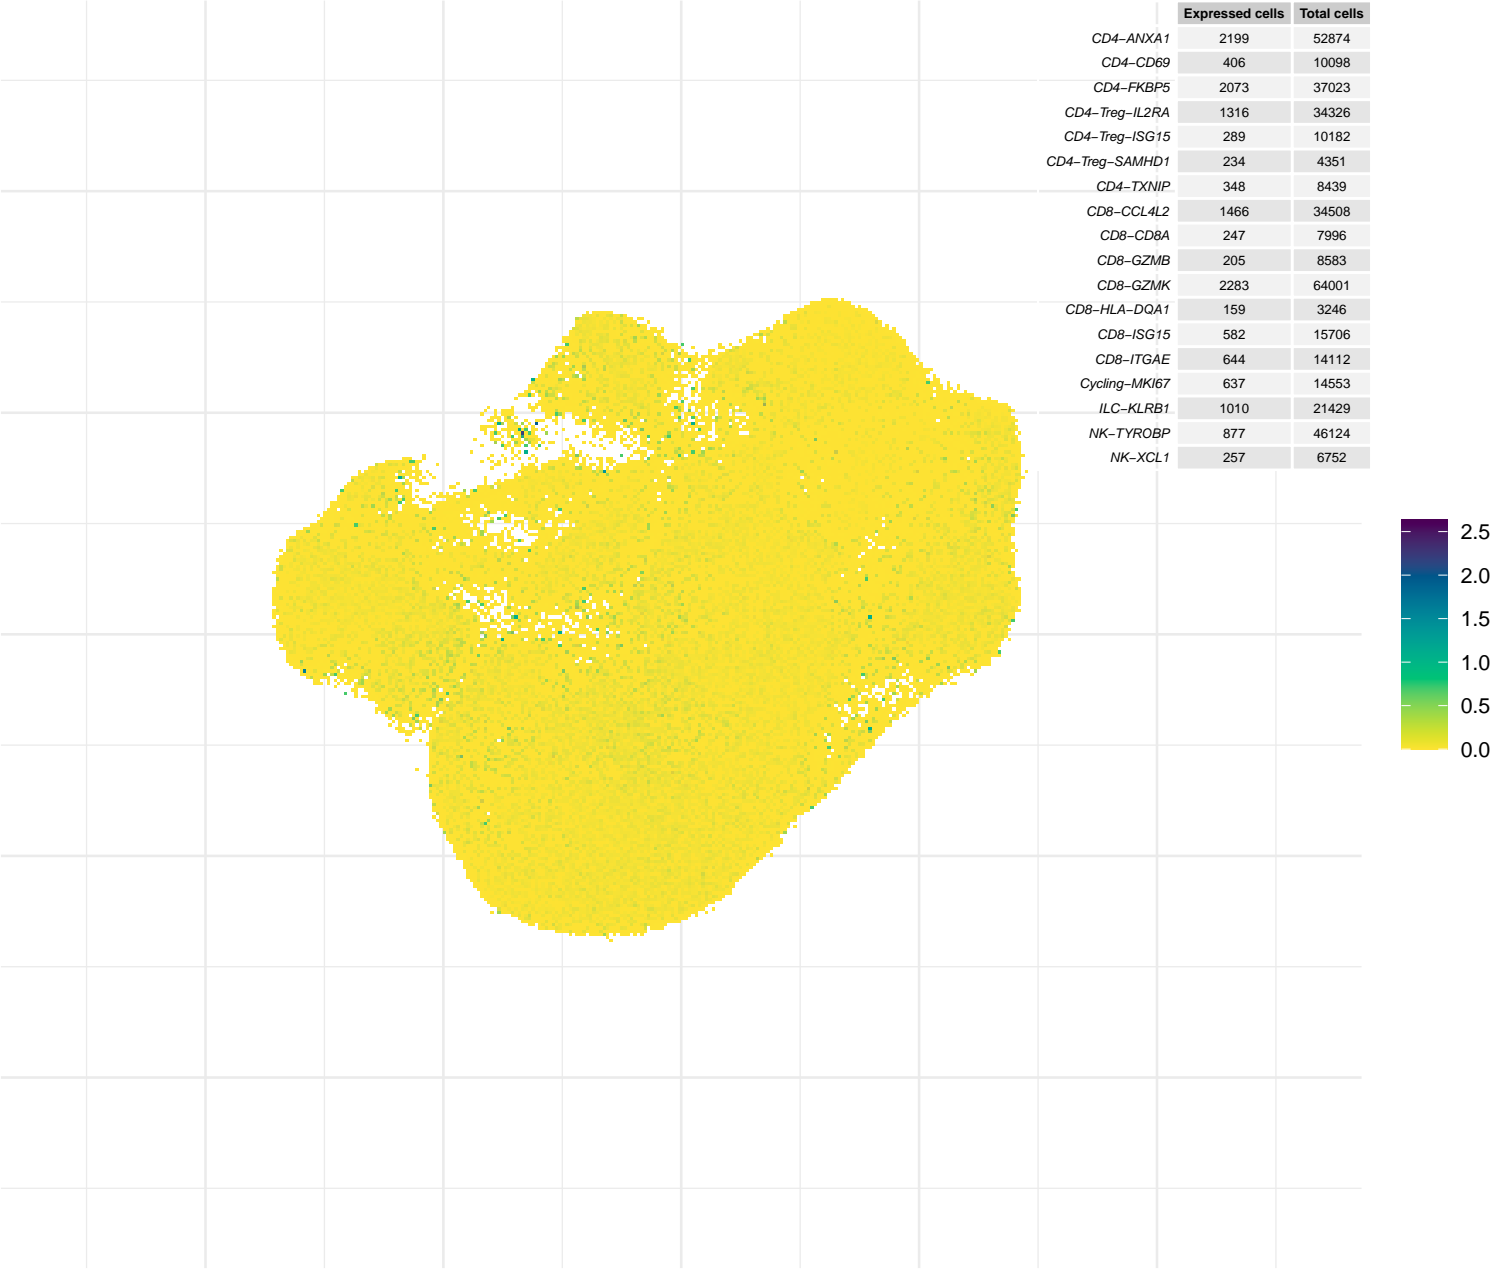 Expressed cells Total cells
CD4−ANXA1 2199 52874
CD4−CD69 406 10098
CD4−FKBP5 2073 37023
CD4−Treg−IL2RA 1316 34326
CD4−Treg−ISG15 289 10182
CD4−Treg−SAMHD1 234 4351
CD4−TXNIP 348 8439
CD8−CCL4L2 1466 34508
CD8−CD8A 247 7996
CD8−GZMB 205 8583
CD8−GZMK 2283 64001
CD8−HLA−DQA1 159 3246
CD8−ISG15 582 15706
CD8−ITGAE 644 14112
Cycling−MKI67 637 14553
ILC−KLRB1 1010 21429
NK−TYROBP 877 46124
NK−XCL1 257 6752
2.5
2.0
1.5
1.0
0.5
0.0